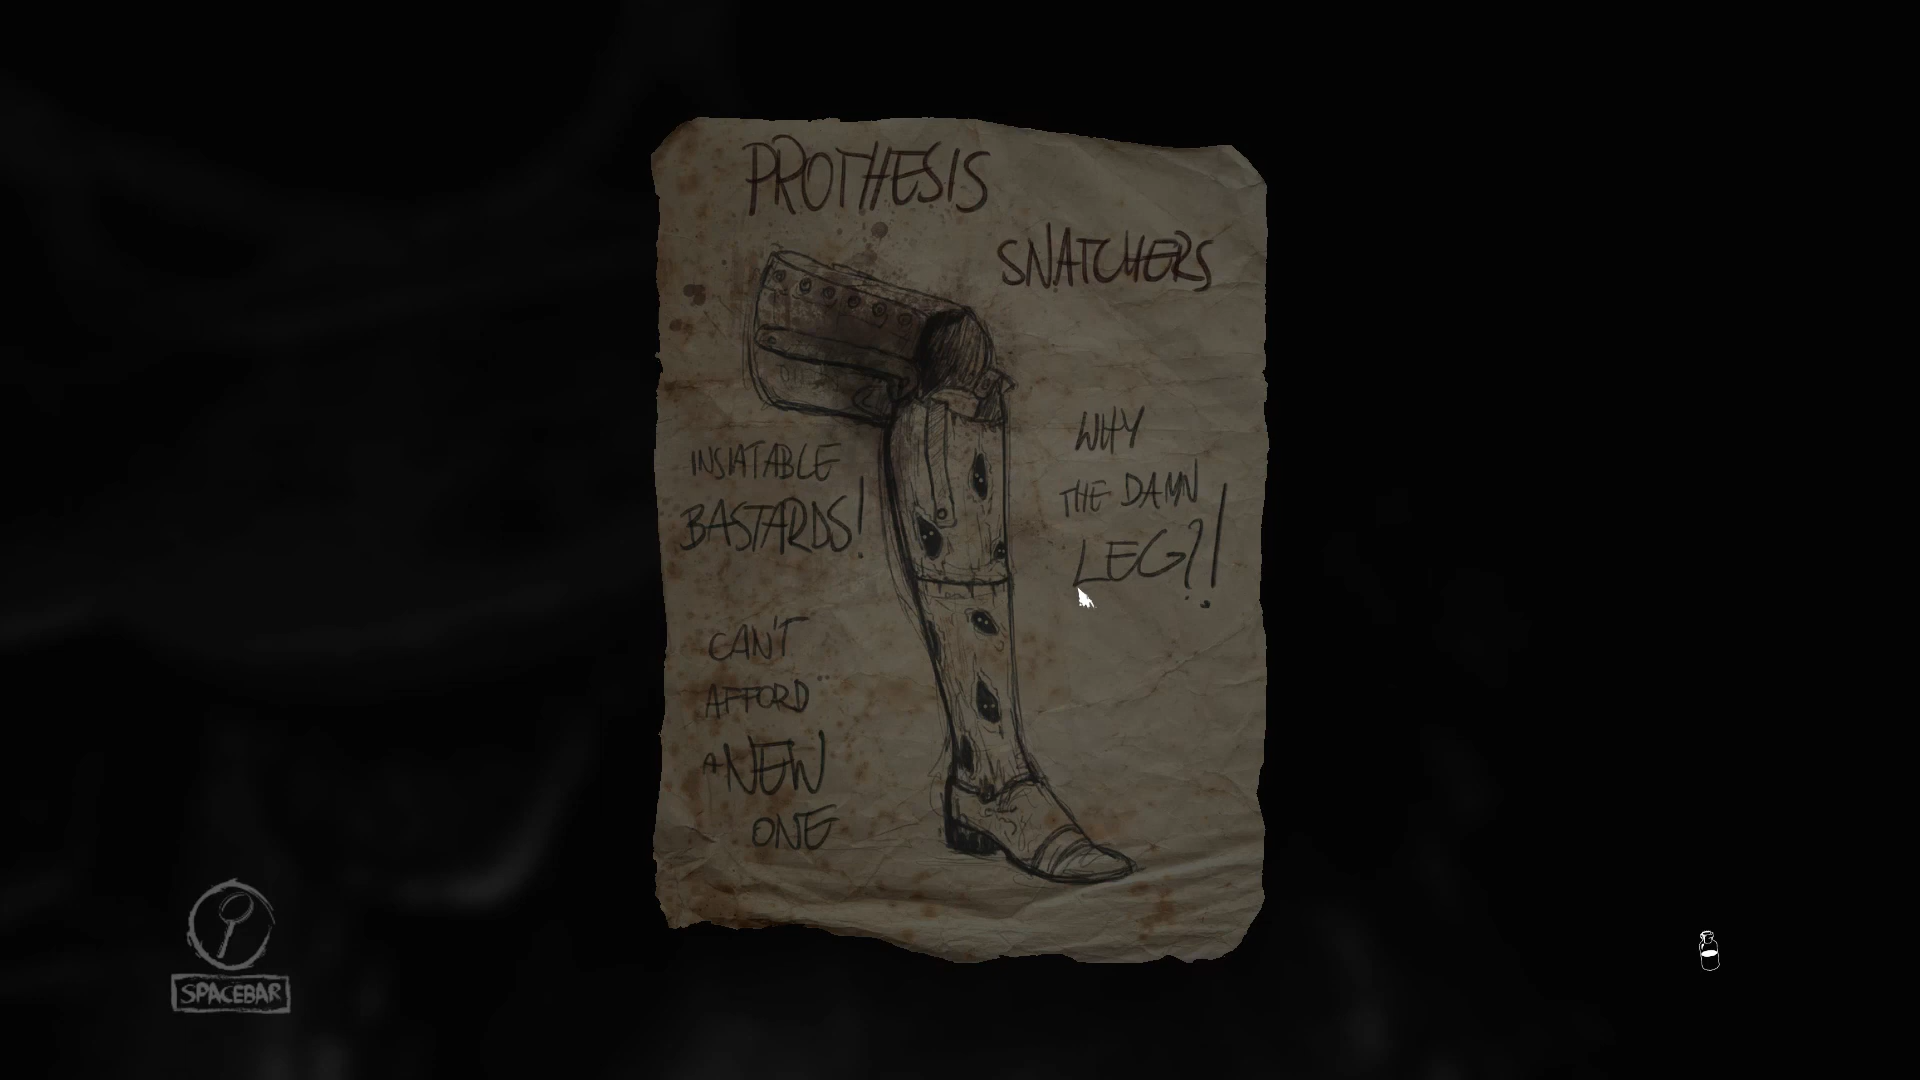 PROTHESIS
SNATCHERS
INSIATABLE
BASTARDS!
WHY
THE DAMN
LEG?!
CAN'T
AFFORD
A NEW
ONE
SPACEBAR